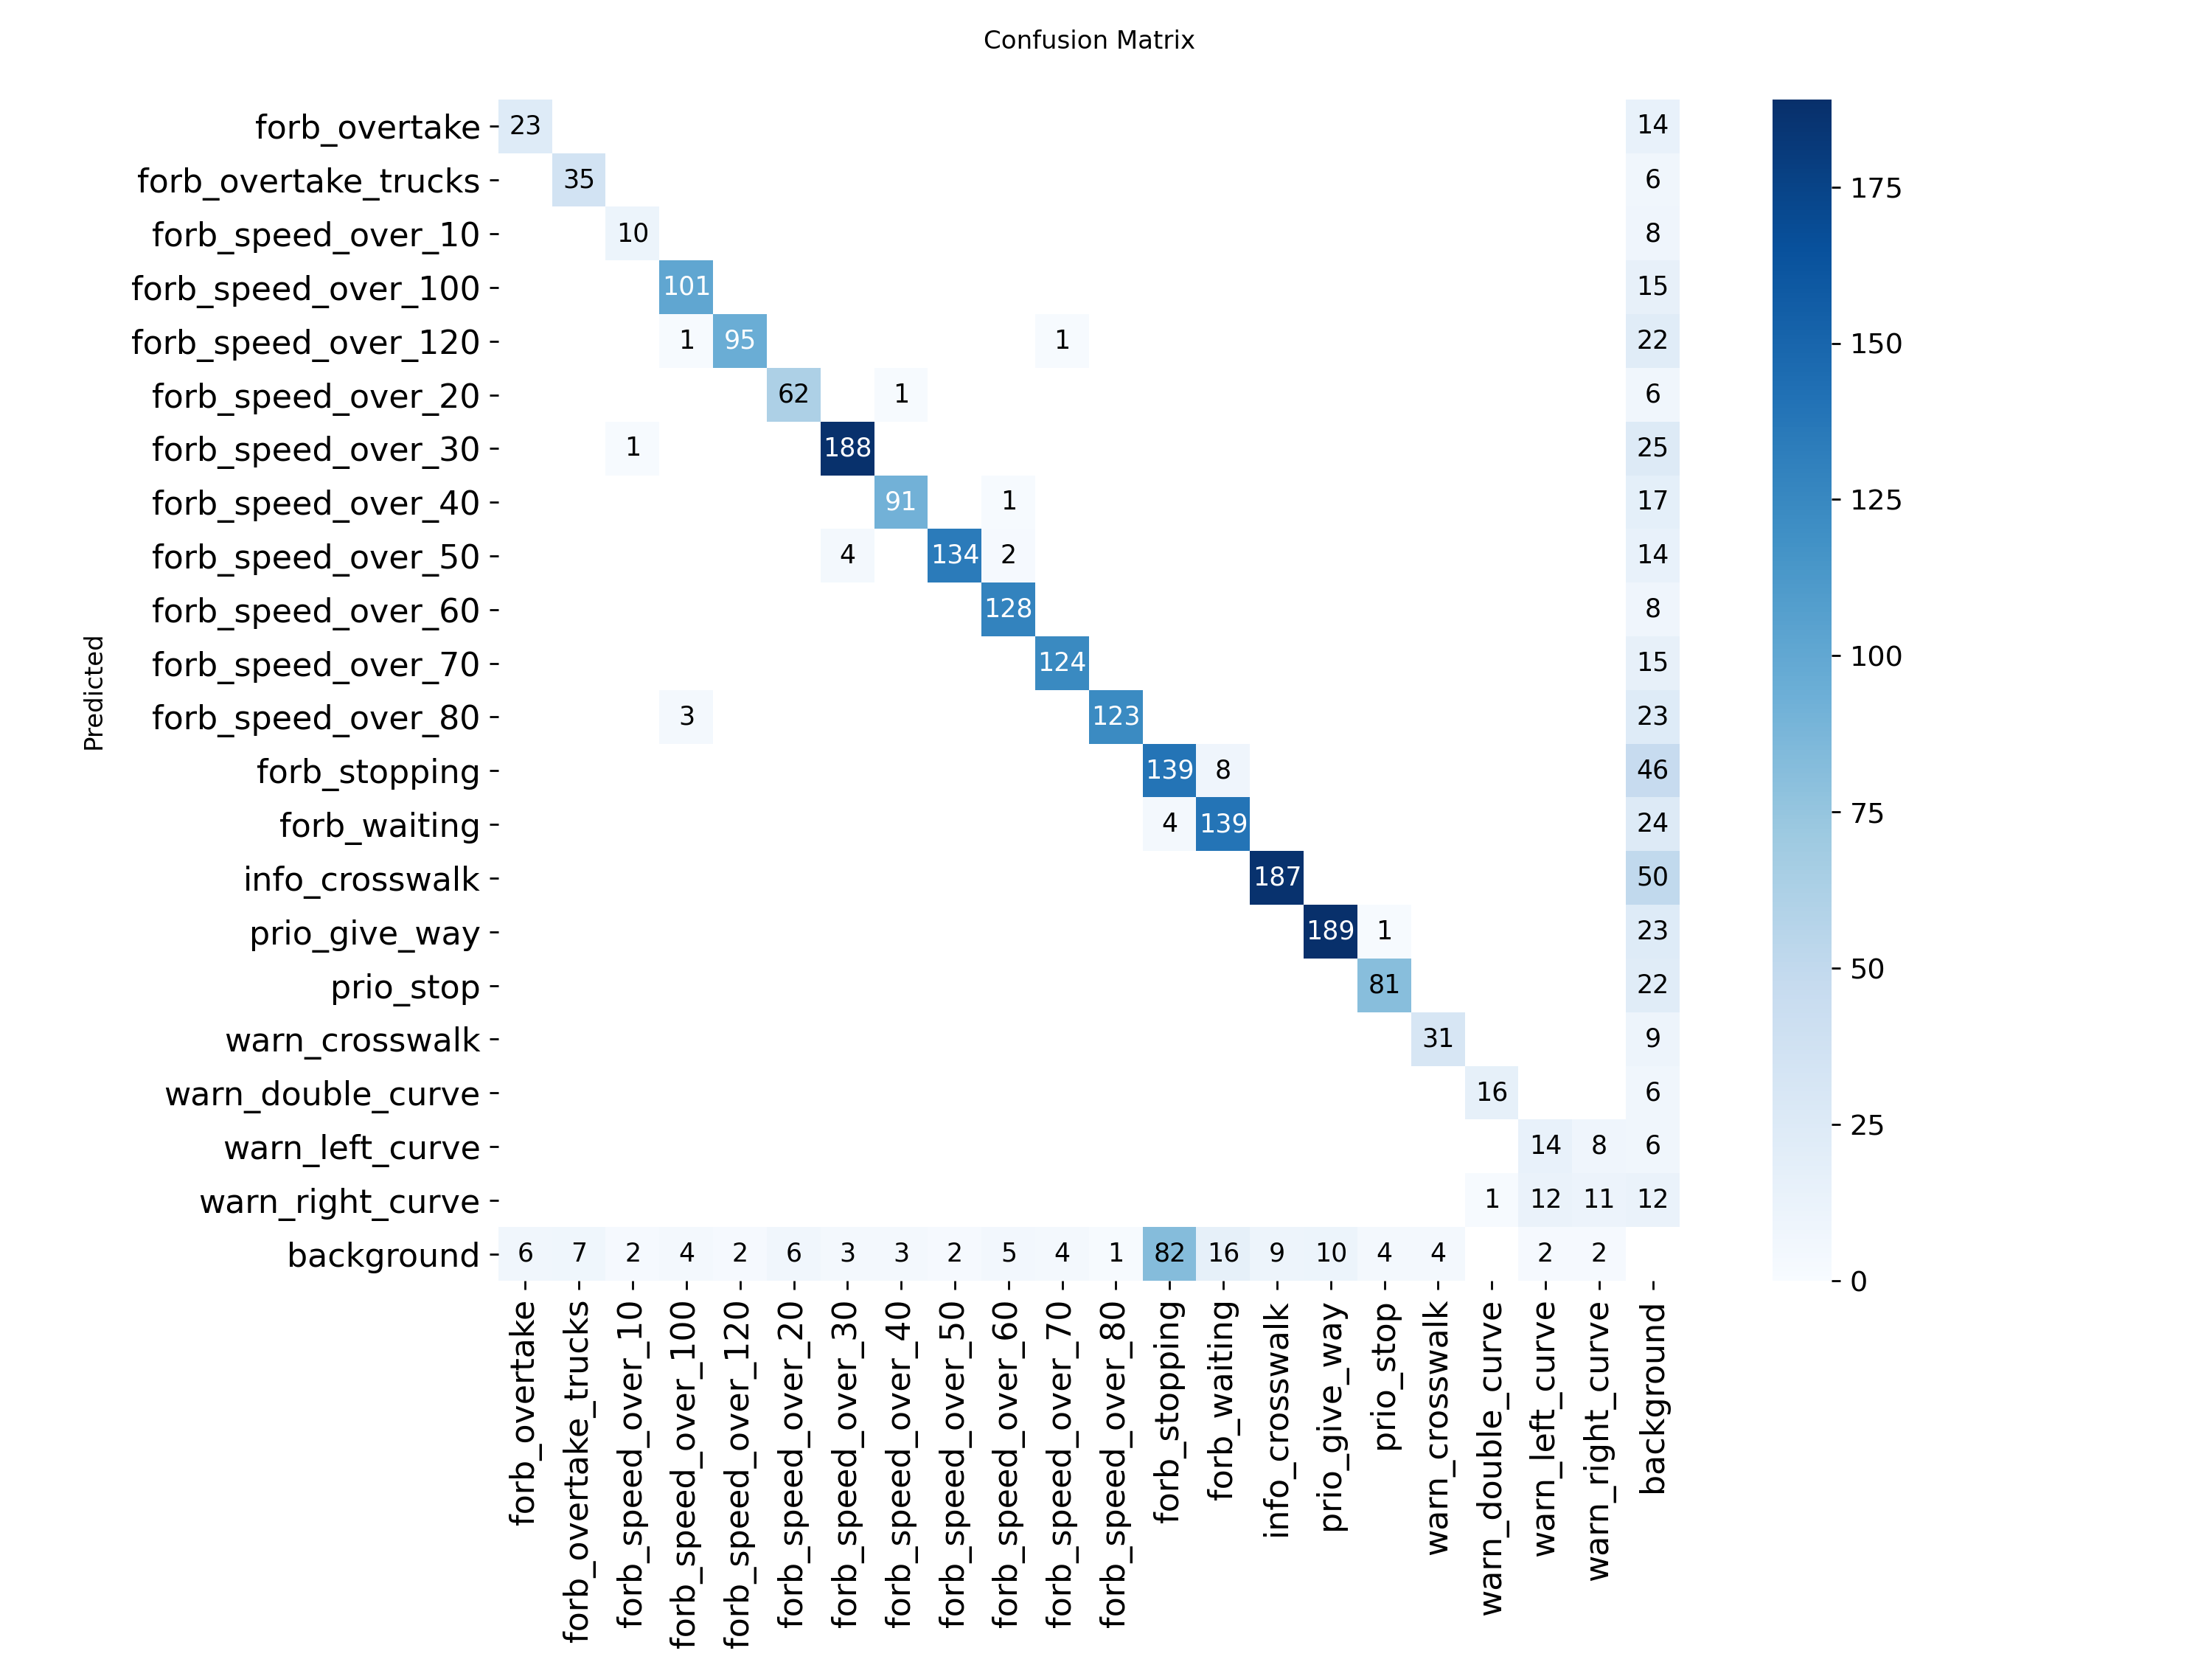 Confusion Matrix
Predicted
forb_overtake 23 14
forb_overtake_trucks 35 6
forb_speed_over_10 10 8
forb_speed_over_100 101 15
forb_speed_over_120 1 95 1 22
forb_speed_over_20 62 1 6
forb_speed_over_30 1 188 25
forb_speed_over_40 91 1 17
forb_speed_over_50 4 134 2 14
forb_speed_over_60 128 8
forb_speed_over_70 124 15
forb_speed_over_80 3 123 23
forb_stopping 139 8 46
forb_waiting 4 139 24
info_crosswalk 187 50
prio_give_way 189 1 23
prio_stop 81 22
warn_crosswalk 31 9
warn_double_curve 16 6
warn_left_curve 14 8 6
warn_right_curve 1 12 11 12
background 6 7 2 4 2 6 3 3 2 5 4 1 82 16 9 10 4 4 2 2
forb_overtake
forb_overtake_trucks
forb_speed_over_10
forb_speed_over_100
forb_speed_over_120
forb_speed_over_20
forb_speed_over_30
forb_speed_over_40
forb_speed_over_50
forb_speed_over_60
forb_speed_over_70
forb_speed_over_80
forb_stopping
forb_waiting
info_crosswalk
prio_give_way
prio_stop
warn_crosswalk
warn_double_curve
warn_left_curve
warn_right_curve
background
175
150
125
100
75
50
25
0